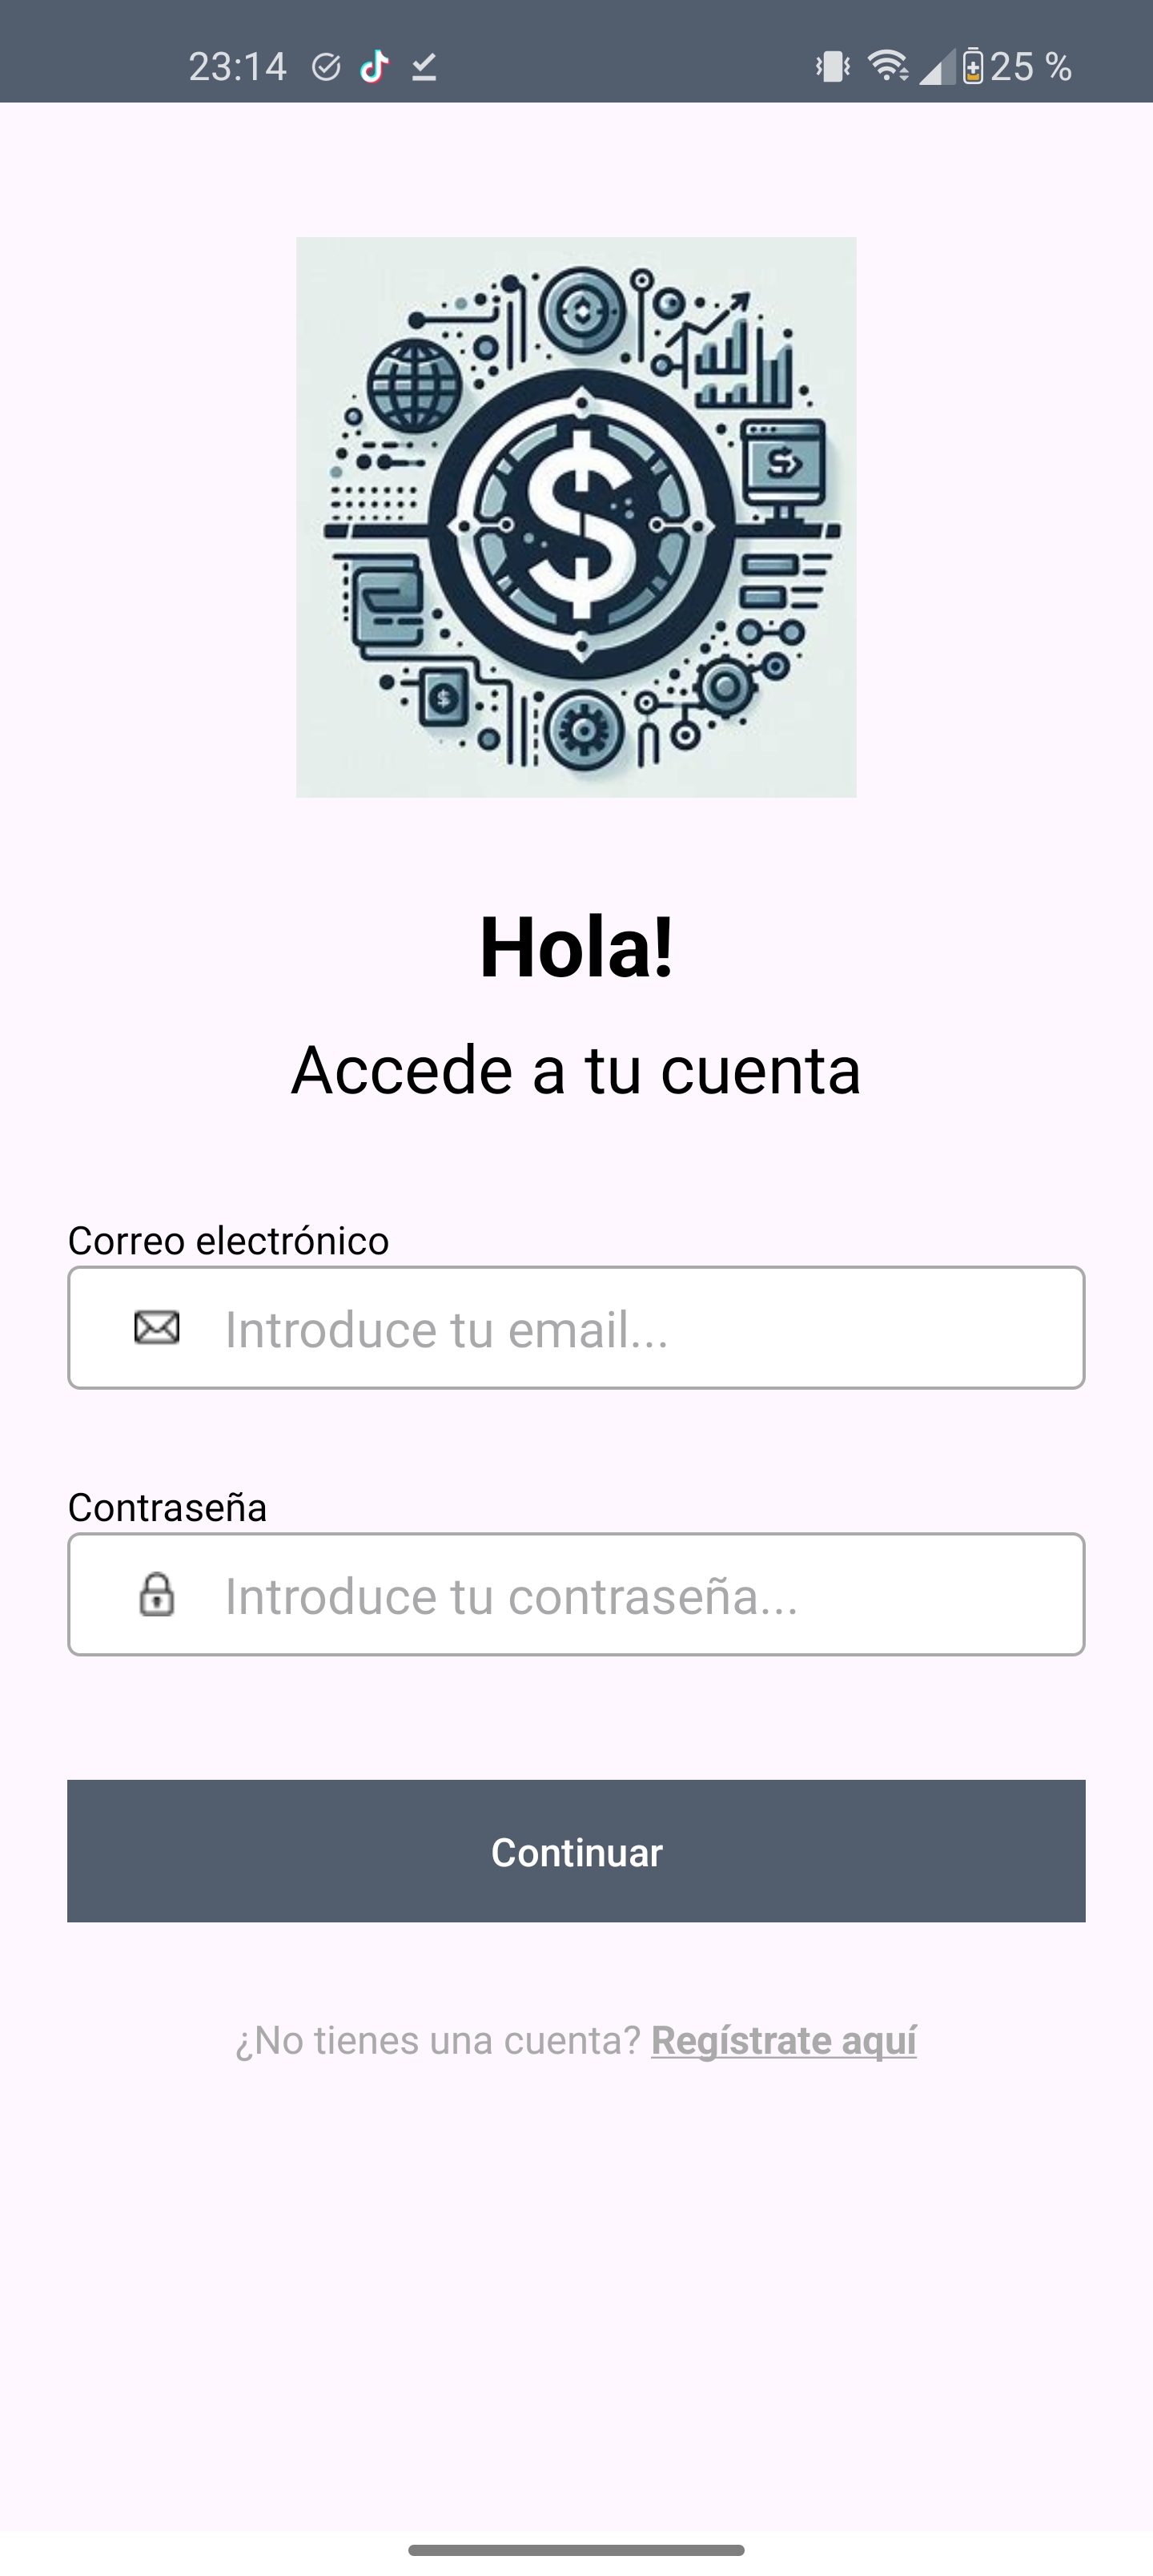 23:14 25 %
$
S
$
Hola!
Accede a tu cuenta
Correo electrónico
Introduce tu email...
Contraseña
Introduce tu contraseña...
Continuar
¿No tienes una cuenta? Regístrate aquí